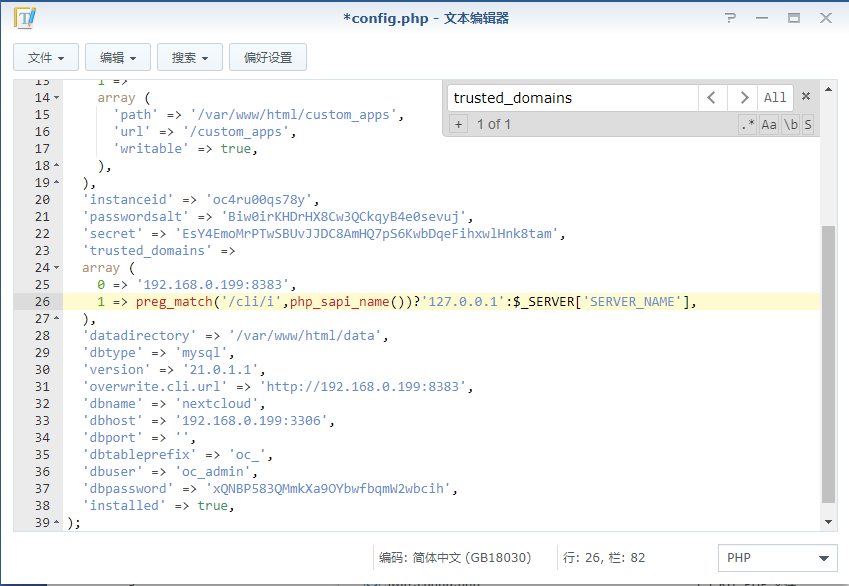 *config.php - 文本编辑器
文件 编辑 搜索 偏好设置
trusted_domains All
+ 1 of 1 .* Aa \b S
13 1 =>
14 array (
15 'path' => '/var/www/html/custom_apps',
16 'url' => '/custom_apps',
17 'writable' => true,
18 ),
19 ),
20 'instanceid' => 'oc4ru00qs78y',
21 'passwordsalt' => 'Biw0irKHDrHX8Cw3QCkqyB4e0sevuj',
22 'secret' => 'EsY4EmoMrPTwSBUvJJDC8AmHQ7pS6KwbDqeFihxwlHnk8tam',
23 'trusted_domains' =>
24 array (
25 0 => '192.168.0.199:8383',
26 1 => preg_match('/cli/i',php_sapi_name())?'127.0.0.1':$_SERVER['SERVER_NAME'],
27 ),
28 'datadirectory' => '/var/www/html/data',
29 'dbtype' => 'mysql',
30 'version' => '21.0.1.1',
31 'overwrite.cli.url' => 'http://192.168.0.199:8383',
32 'dbname' => 'nextcloud',
33 'dbhost' => '192.168.0.199:3306',
34 'dbport' => '',
35 'dbtableprefix' => 'oc_',
36 'dbuser' => 'oc_admin',
37 'dbpassword' => 'xQNBP583QMmkXa9OYbwfbqmW2wbcih',
38 'installed' => true,
39 );
编码: 简体中文 (GB18030) 行: 26, 栏: 82 PHP